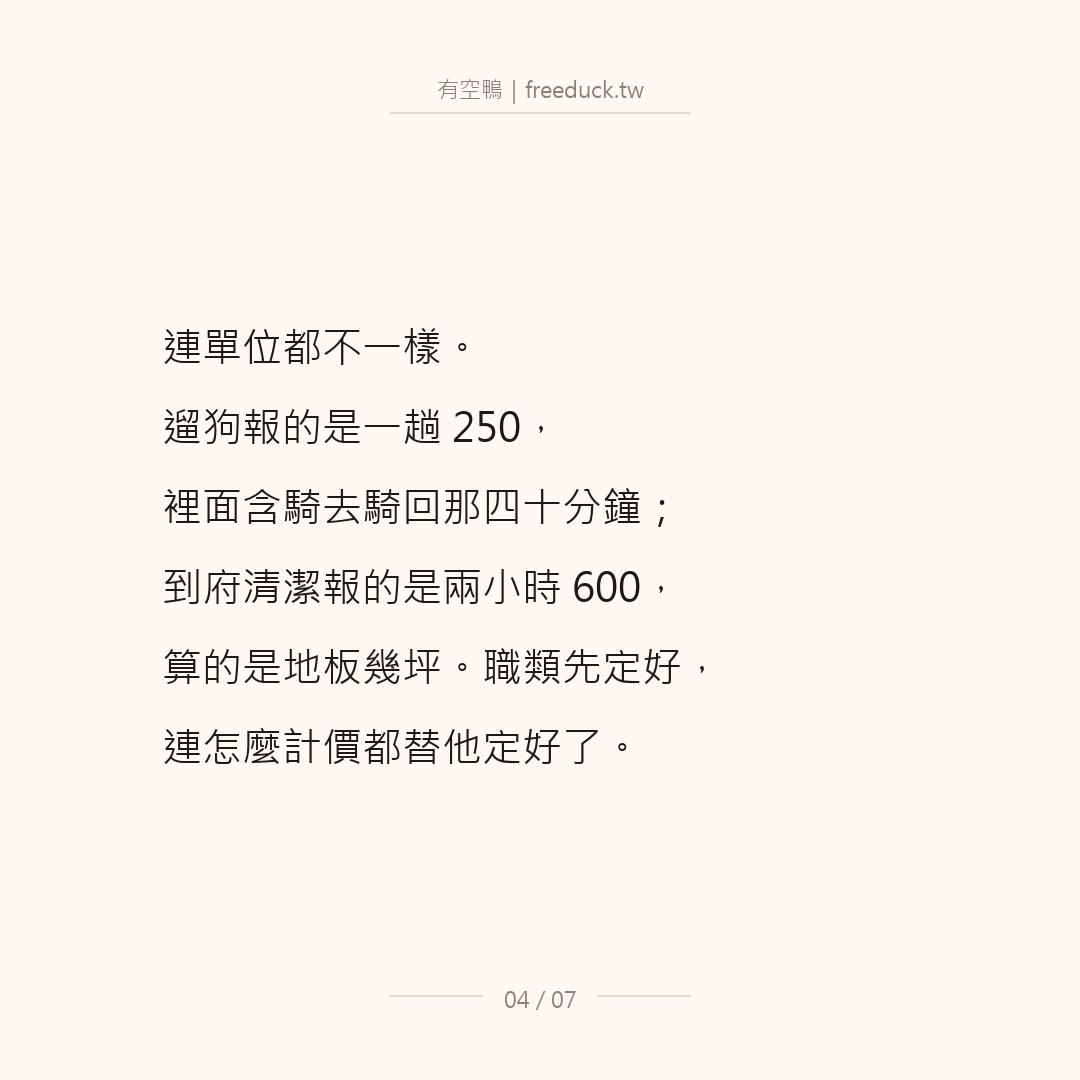 有空鴨｜freeduck.tw
連單位都不一樣。
遛狗報的是一趟 250，
裡面含騎去騎回那四十分鐘；
到府清潔報的是兩小時 600，
算的是地板幾坪。職類先定好，
連怎麼計價都替他定好了。
04 / 07